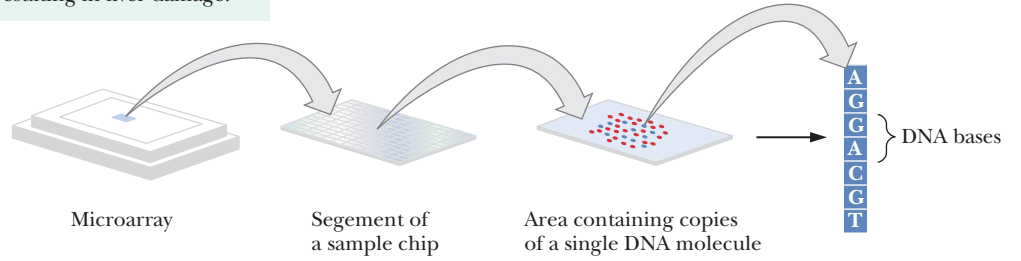 Microarray
Segement of
a sample chip
Area containing copies
of a single DNA molecule
A
G
G
A
C
G
T
DNA bases